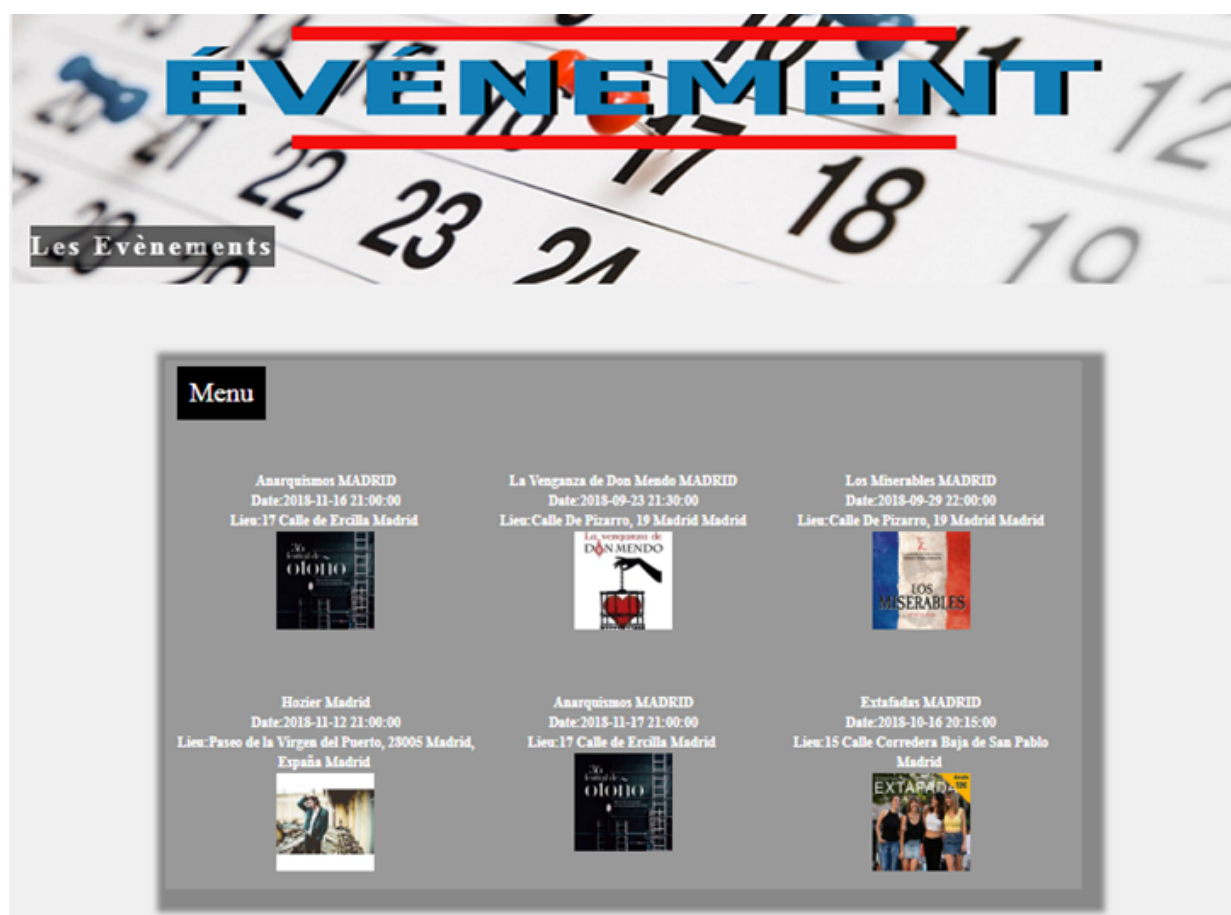 ÉVÉNEMENT
Les Evènements
Menu
Anarquismos MADRID
Date:2018-11-16 21:00:00
Lieu:17 Calle de Ercilla Madrid
otoño
La Venganza de Don Mendo MADRID
Date:2018-09-23 21:30:00
Lieu:Calle De Pizarro, 19 Madrid Madrid
La venganza de
DON MENDO
Los Miserables MADRID
Date:2018-09-29 22:00:00
Lieu:Calle De Pizarro, 19 Madrid Madrid
LOS
MISERABLES
Hozier Madrid
Date:2018-11-12 21:00:00
Lieu:Paseo de la Virgen del Puerto, 28005 Madrid,
España Madrid
Anarquismos MADRID
Date:2018-11-17 21:00:00
Lieu:17 Calle de Ercilla Madrid
otoño
Extafadas MADRID
Date:2018-10-16 20:15:00
Lieu:15 Calle Corredera Baja de San Pablo
Madrid